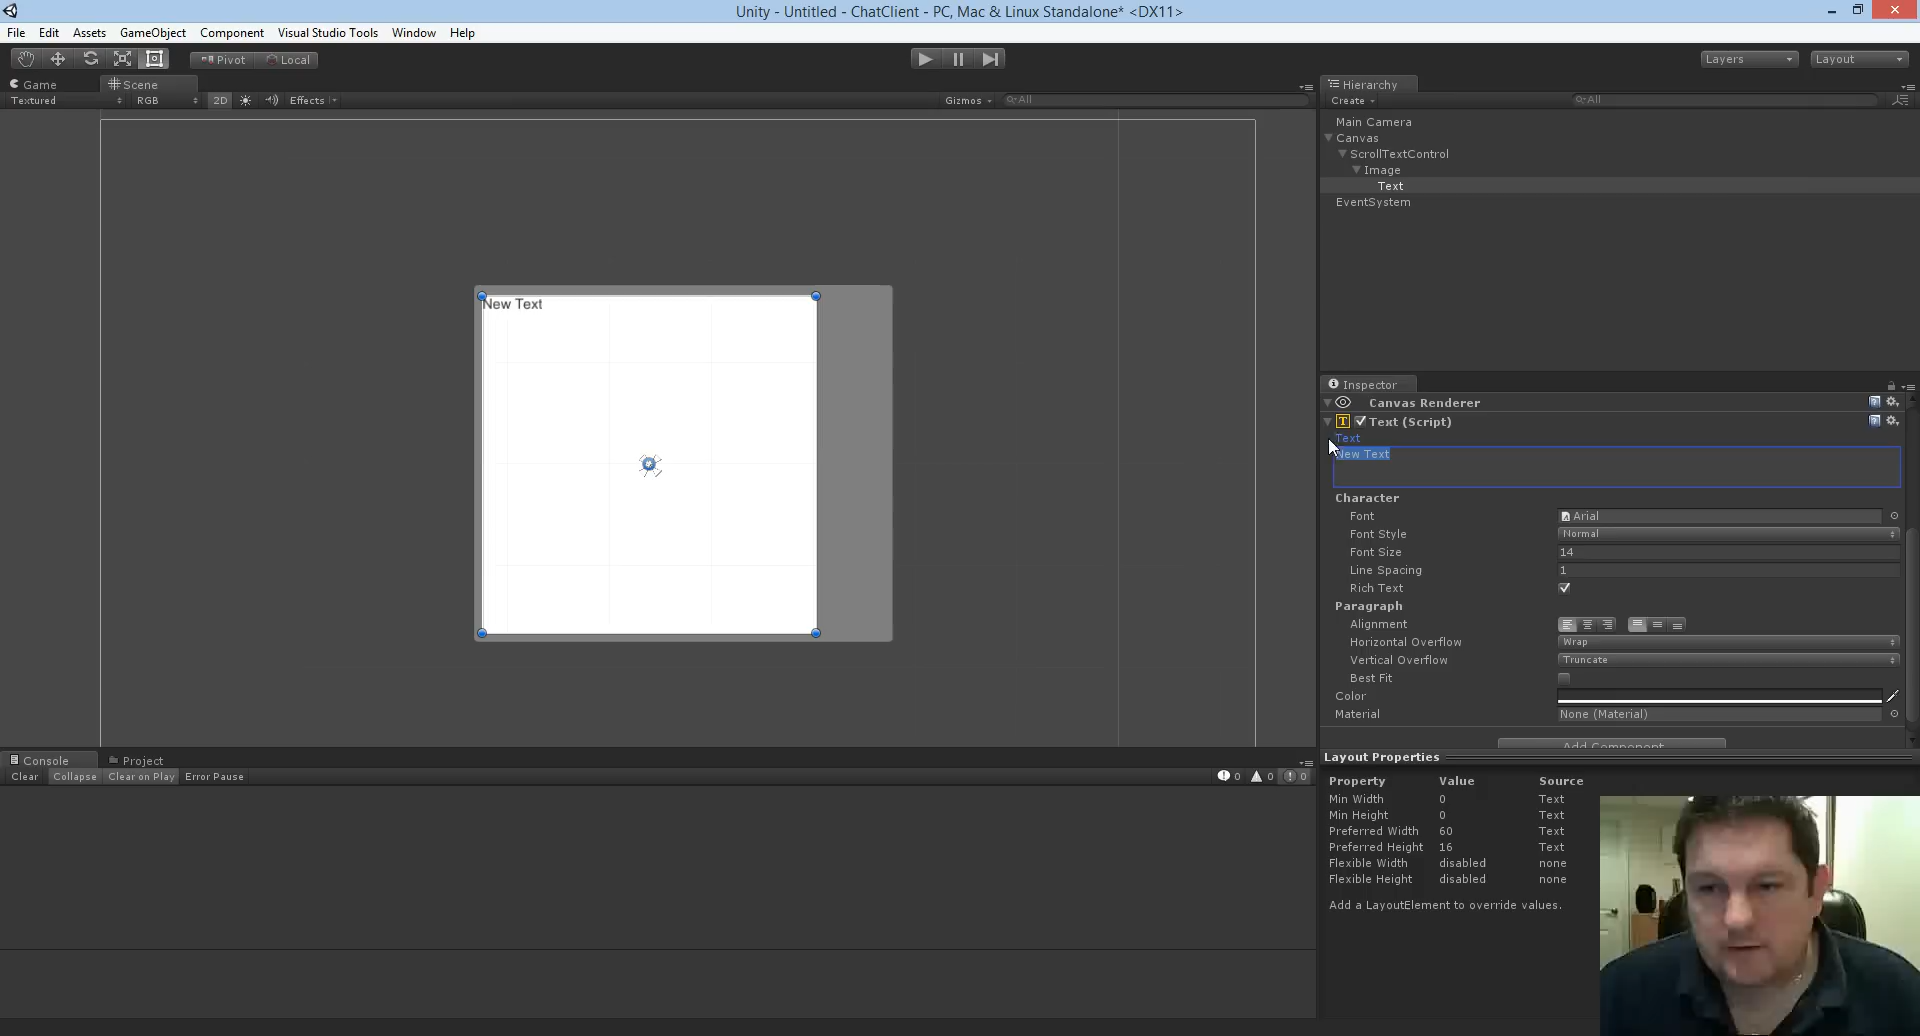 Unity - Untitled - ChatClient - PC, Mac & Linux Standalone* <DX11>
File Edit Assets GameObject Component Visual Studio Tools Window Help
Pivot Local Layers Layout
Game Scene
Textured RGB 2D Effects Gizmos All
New Text
Hierarchy
Create All
Main Camera
Canvas
ScrollTextControl
Image
Text
EventSystem
Inspector
Canvas Renderer
Text (Script)
Text
New Text
Character
Font Arial
Font Style Normal
Font Size 14
Line Spacing 1
Rich Text
Paragraph
Alignment
Horizontal Overflow Wrap
Vertical Overflow Truncate
Best Fit
Color
Material None (Material)
Add Component
Layout Properties
Property Value Source
Min Width 0 Text
Min Height 0 Text
Preferred Width 60 Text
Preferred Height 16 Text
Flexible Width disabled none
Flexible Height disabled none
Add a LayoutElement to override values.
Console Project
Clear Collapse Clear on Play Error Pause 0 0 0